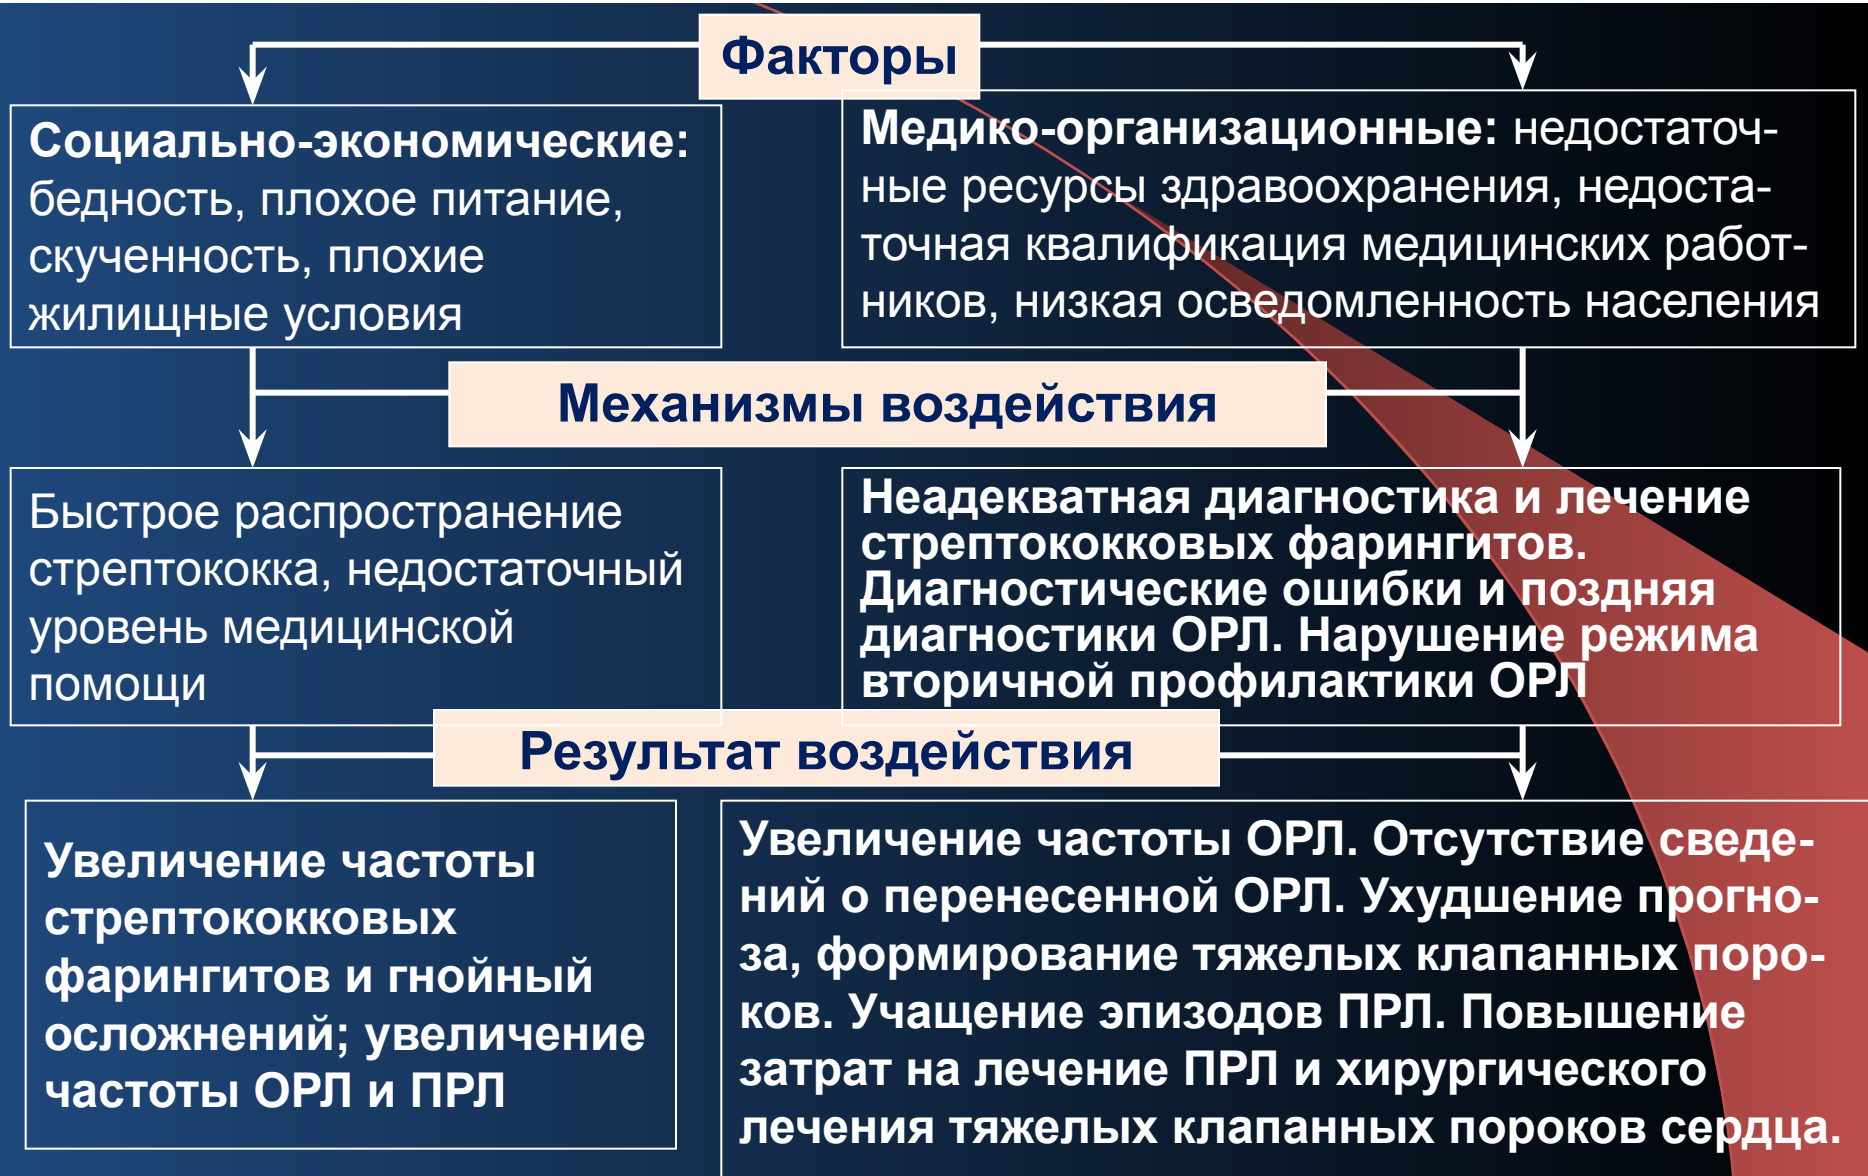 Факторы
Социально-экономические:
бедность, плохое питание,
скученность, плохие
жилищные условия
Медико-организационные: недостаточ-
ные ресурсы здравоохранения, недоста-
точная квалификация медицинских работ-
ников, низкая осведомленность населения
Механизмы воздействия
Быстрое распространение
стрептококка, недостаточный
уровень медицинской
помощи
Неадекватная диагностика и лечение
стрептококковых фарингитов.
Диагностические ошибки и поздняя
диагностики ОРЛ. Нарушение режима
вторичной профилактики ОРЛ
Результат воздействия
Увеличение частоты
стрептококковых
фарингитов и гнойный
осложнений; увеличение
частоты ОРЛ и ПРЛ
Увеличение частоты ОРЛ. Отсутствие сведе-
ний о перенесенной ОРЛ. Ухудшение прогно-
за, формирование тяжелых клапанных поро-
ков. Учащение эпизодов ПРЛ. Повышение
затрат на лечение ПРЛ и хирургического
лечения тяжелых клапанных пороков сердца.